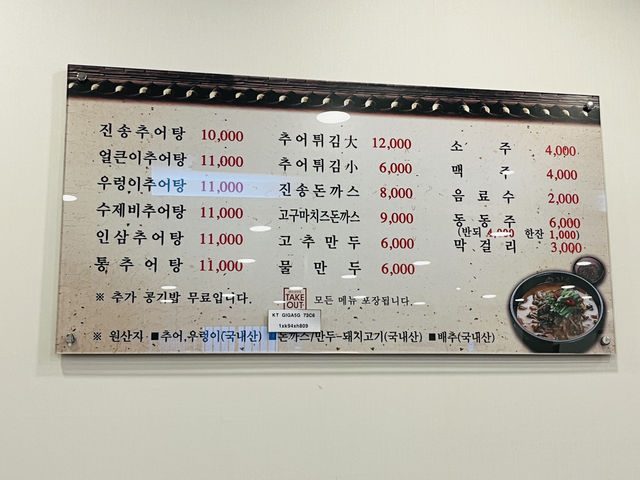 진송추어탕 10,000
얼큰이추어탕 11,000
우렁이추어탕 11,000
수제비추어탕 11,000
인삼추어탕 11,000
통추어탕 11,000
추어튀김大 12,000
추어튀김小 6,000
진송돈까스 8,000
고구마치즈돈까스 9,000
고추만두 6,000
물만두 6,000
소주 4,000
맥주 4,000
음료수 2,000
동동주 6,000
(반되 4,000 한잔 1,000)
막걸리 3,000
※ 추가 공기밥 무료입니다.
TAKE
OUT
모든 메뉴 포장됩니다.
KT GIGA5G 73C6
1xk94xh809
※ 원산지 ■추어,우렁이(국내산) ■돈까스/만두-돼지고기(국내산) ■배추(국내산)